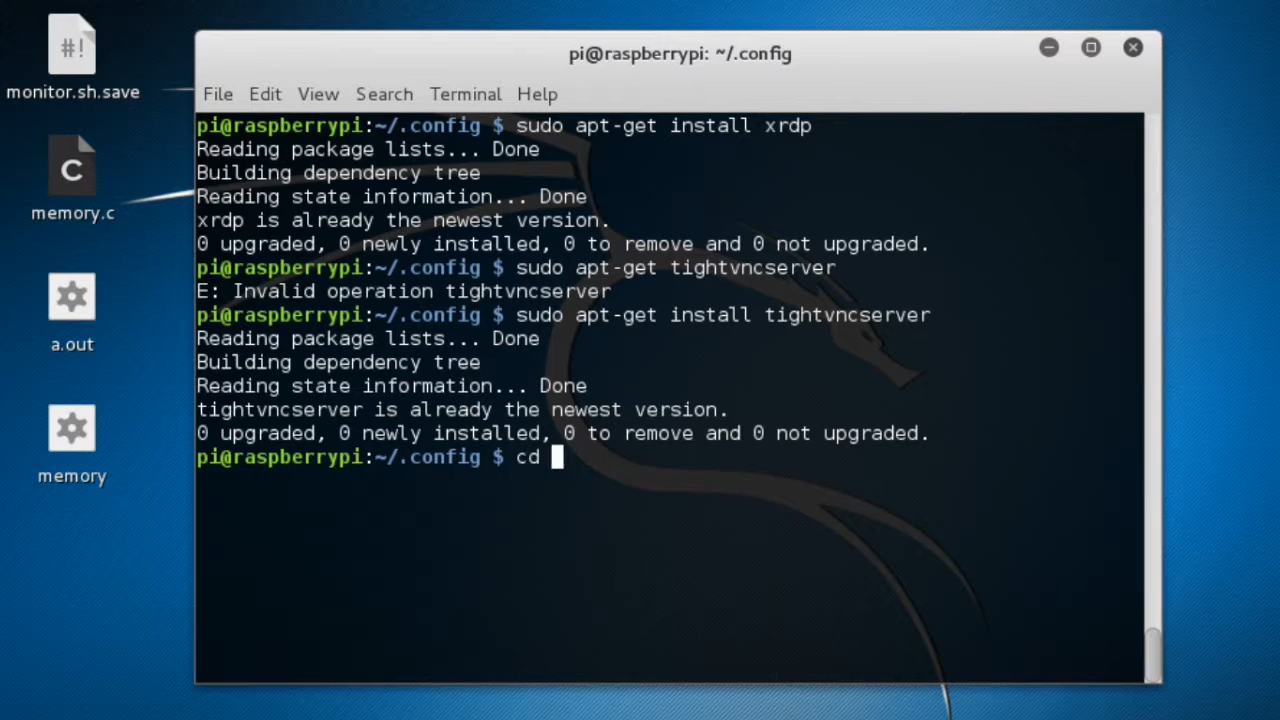 #!
monitor.sh.save
C
memory.c
a.out
memory
pi@raspberrypi: ~/.config
File Edit View Search Terminal Help
pi@raspberrypi:~/.config $ sudo apt-get install xrdp
Reading package lists... Done
Building dependency tree
Reading state information... Done
xrdp is already the newest version.
0 upgraded, 0 newly installed, 0 to remove and 0 not upgraded.
pi@raspberrypi:~/.config $ sudo apt-get tightvncserver
E: Invalid operation tightvncserver
pi@raspberrypi:~/.config $ sudo apt-get install tightvncserver
Reading package lists... Done
Building dependency tree
Reading state information... Done
tightvncserver is already the newest version.
0 upgraded, 0 newly installed, 0 to remove and 0 not upgraded.
pi@raspberrypi:~/.config $ cd